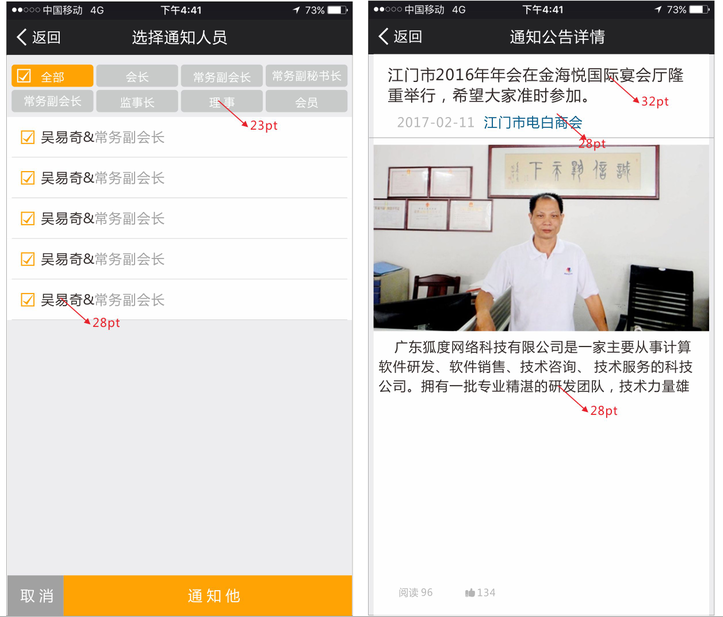 中国移动 4G 下午4:41 73%
返回 选择通知人员
全部 会长 常务副会长 常务副秘书长
常务副会长 监事长 理事 会员
23pt
吴易奇&常务副会长
吴易奇&常务副会长
吴易奇&常务副会长
吴易奇&常务副会长
吴易奇&常务副会长
28pt
取消 通知他
中国移动 4G 下午4:41 73%
返回 通知公告详情
江门市2016年年会在金海悦国际宴会厅隆
重举行，希望大家准时参加。
32pt
2017-02-11 江门市电白商会
28pt
广东狐度网络科技有限公司是一家主要从事计算
软件研发、软件销售、技术咨询、 技术服务的科技
公司。拥有一批专业精湛的研发团队，技术力量雄
28pt
阅读 96 134